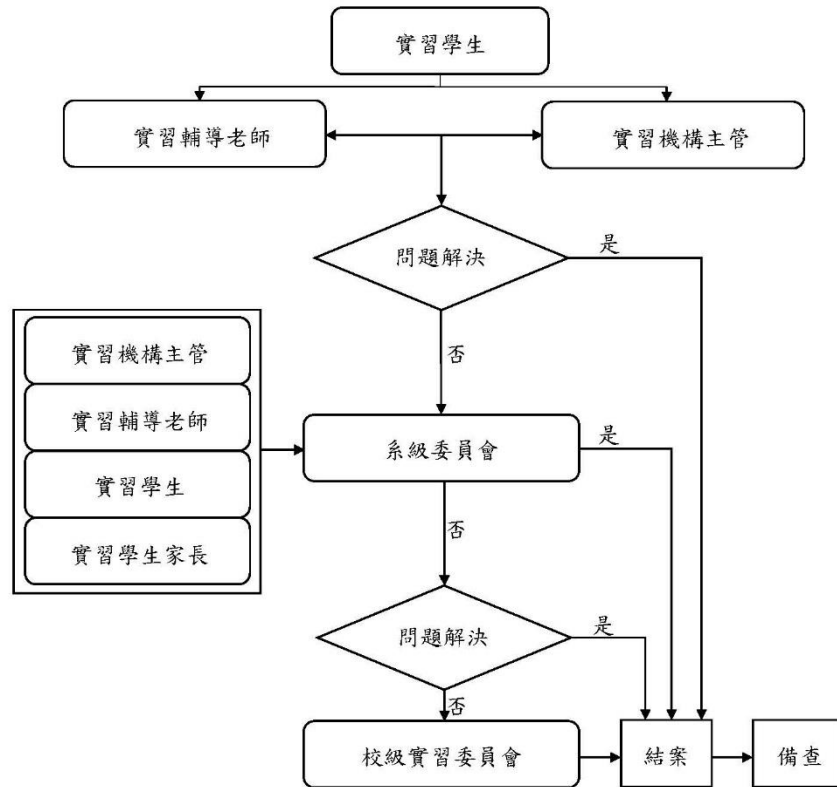 實習學生
實習輔導老師
實習機構主管
問題解決
是
否
實習機構主管
實習輔導老師
實習學生
實習學生家長
系級委員會
是
否
問題解決
是
否
校級實習委員會
結案
備查